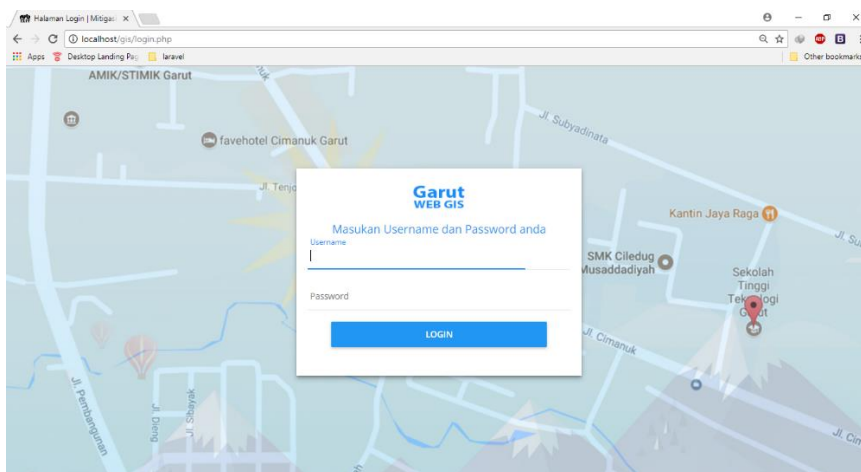 Halaman Login | Mitigasi
localhost/gis/login.php
Apps
Desktop Landing Pag
laravel
Other bookmarks
AMIK/STIMIK Garut
favehotel Cimanuk Garut
Jl. Subyadinata
Jl. Tenjo
Garut
WEB GIS
Masukan Username dan Password anda
Username
Password
LOGIN
Kantin Jaya Raga
SMK Ciledug
Musaddadiyah
Sekolah
Tinggi
Jl. Cimanuk
Jl. Pembangunan
Jl. Dieng
Jl. Sibayak